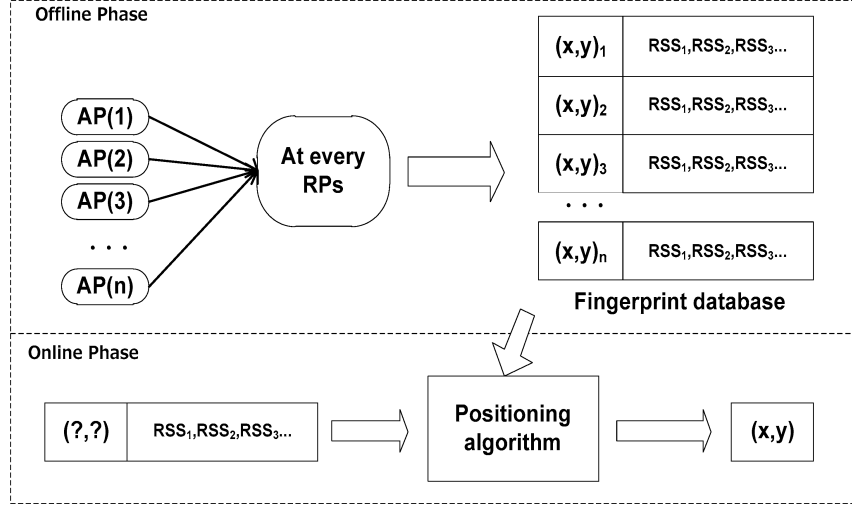 Offline Phase
AP(1)
AP(2)
AP(3)
. . .
AP(n)
At every
RPs
(x,y)₁ RSS₁,RSS₂,RSS₃...
(x,y)₂ RSS₁,RSS₂,RSS₃...
(x,y)₃ RSS₁,RSS₂,RSS₃...
. . .
(x,y)ₙ RSS₁,RSS₂,RSS₃...
Fingerprint database
Online Phase
(?,?) RSS₁,RSS₂,RSS₃...
Positioning
algorithm
(x,y)